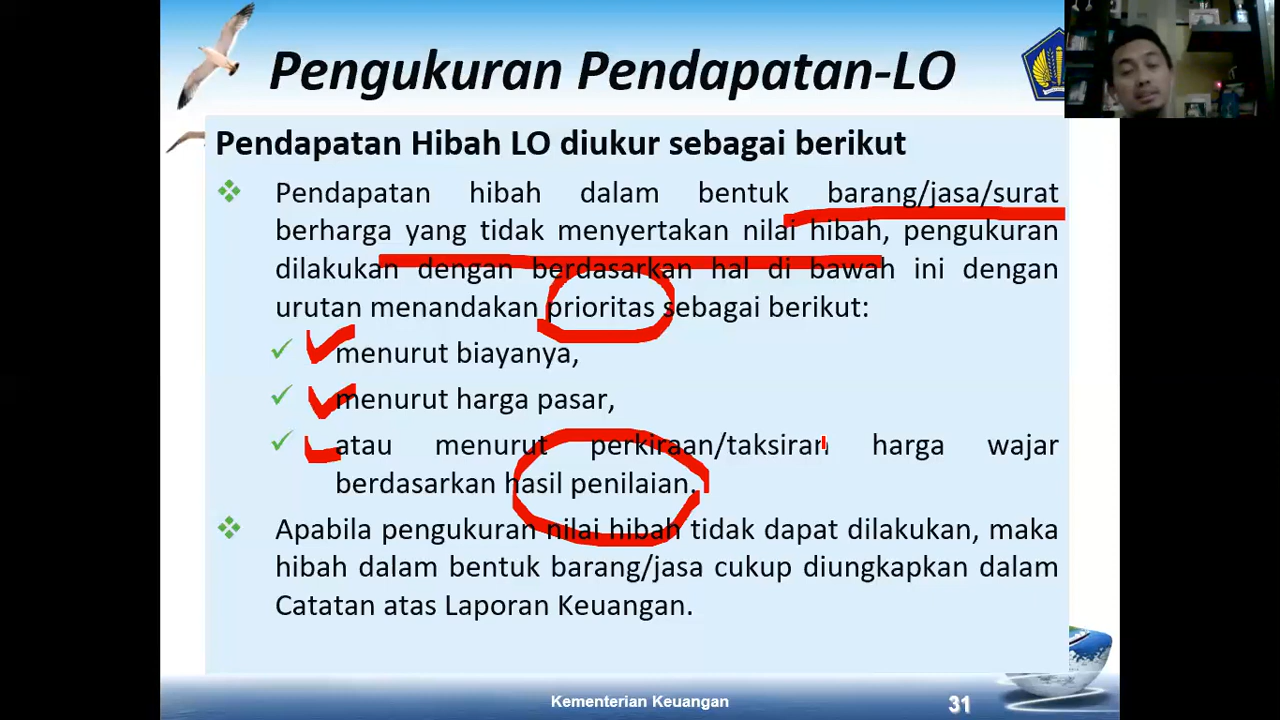 Pengukuran Pendapatan-LO
Pendapatan Hibah LO diukur sebagai berikut
Pendapatan hibah dalam bentuk barang/jasa/surat
berharga yang tidak menyertakan nilai hibah, pengukuran
dilakukan dengan berdasarkan hal di bawah ini dengan
urutan menandakan prioritas sebagai berikut:
menurut biayanya,
menurut harga pasar,
atau menurut perkiraan/taksiran harga wajar
berdasarkan hasil penilaian.
Apabila pengukuran nilai hibah tidak dapat dilakukan, maka
hibah dalam bentuk barang/jasa cukup diungkapkan dalam
Catatan atas Laporan Keuangan.
Kementerian Keuangan
31